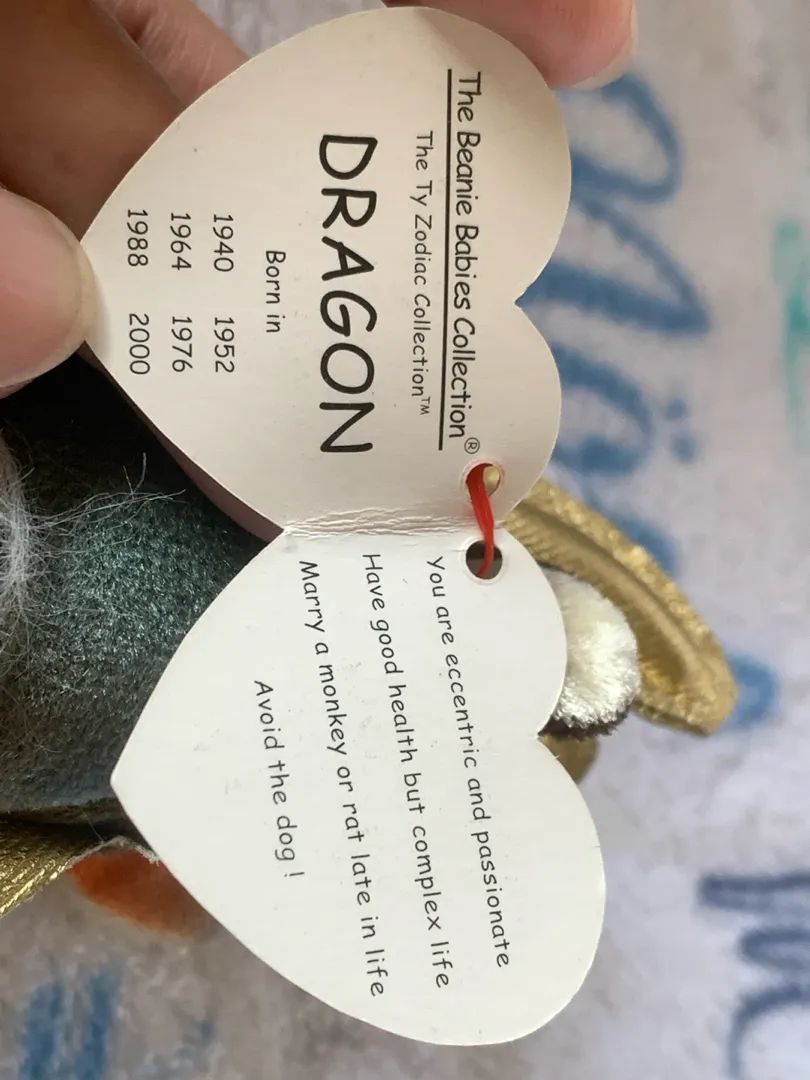 The Beanie Babies Collection®
The Ty Zodiac Collection™
DRAGON
Born in
1940 1952
1964 1976
1988 2000
You are eccentric and passionate
Have good health but complex life
Marry a monkey or rat late in life
Avoid the dog!